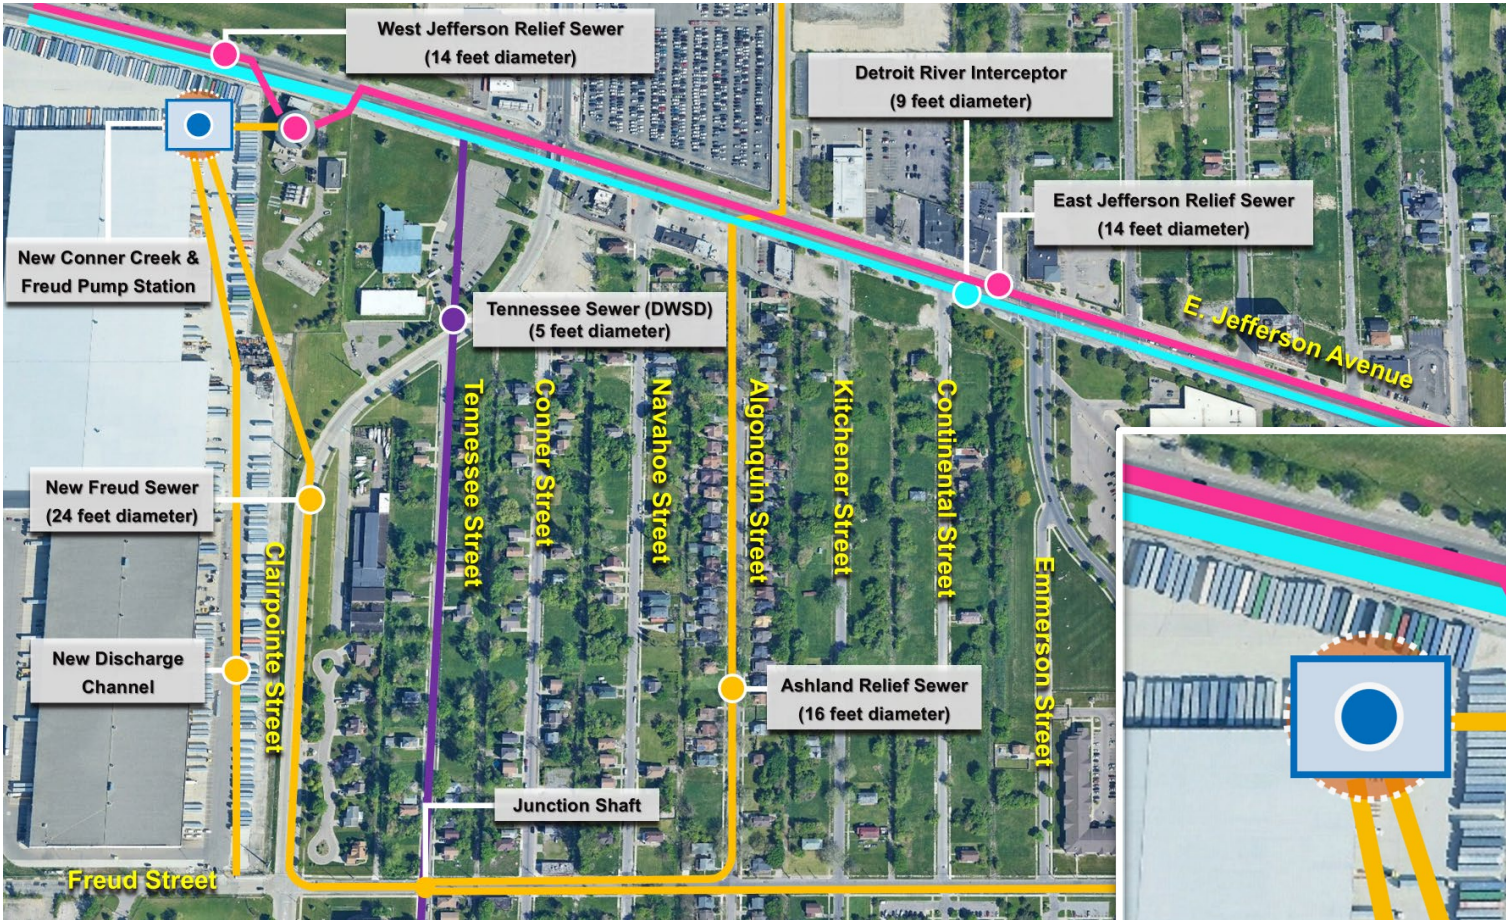 West Jefferson Relief Sewer
(14 feet diameter)
Detroit River Interceptor
(9 feet diameter)
East Jefferson Relief Sewer
(14 feet diameter)
New Conner Creek &
Freud Pump Station
Tennessee Sewer (DWSD)
(5 feet diameter)
E. Jefferson Avenue
Tennessee Street
Conner Street
Navahoe Street
Algonquin Street
Kitchener Street
Continental Street
New Freud Sewer
(24 feet diameter)
Clairpointe Street
Emmerson Street
New Discharge
Channel
Ashland Relief Sewer
(16 feet diameter)
Junction Shaft
Freud Street